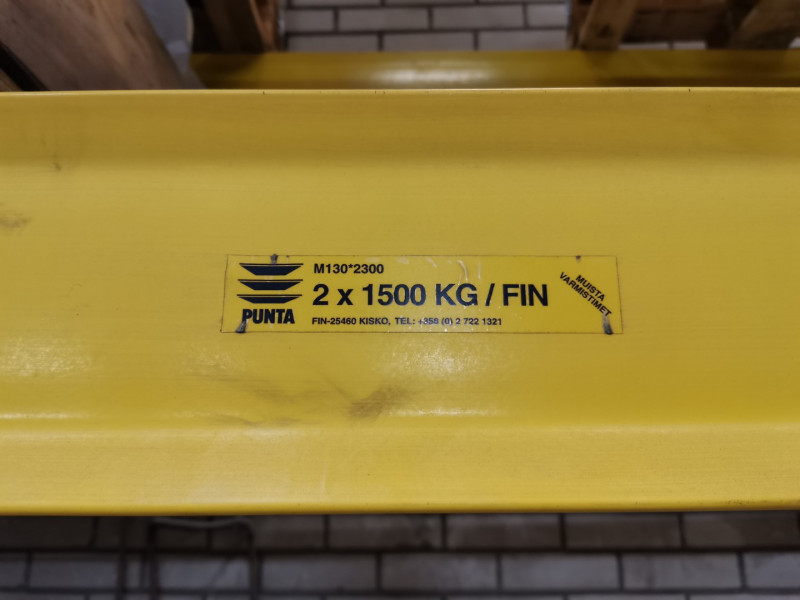 M130*2300
2 x 1500 KG / FIN
PUNTA
FIN-25460 KISKO, TEL: +358 (0) 2 722 1321
MUISTA
VARMISTIMET